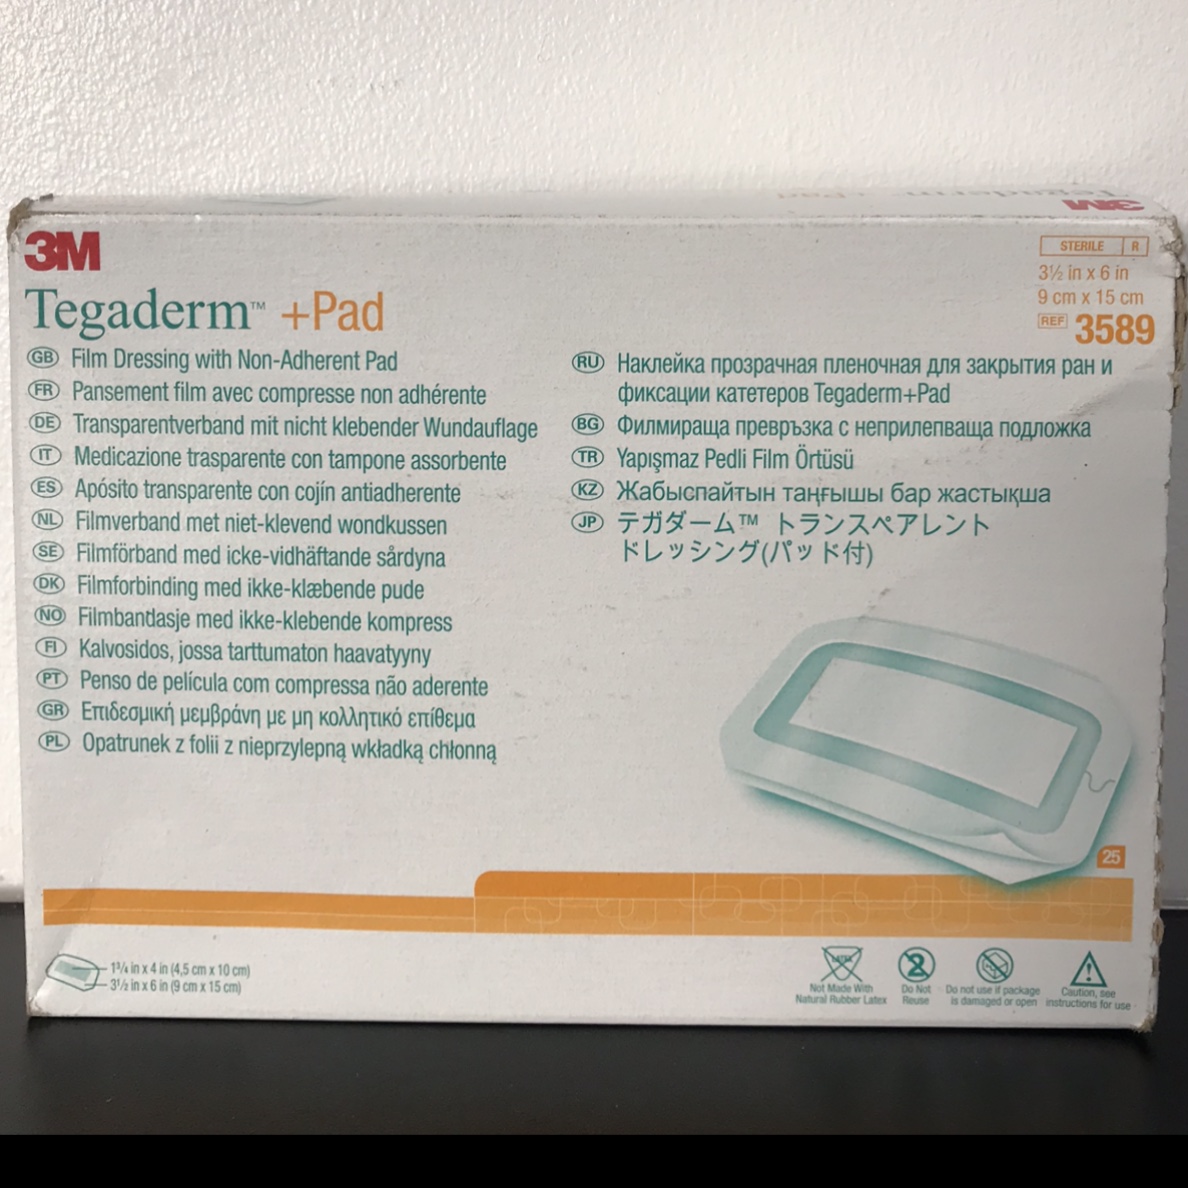 Tegaderm +Pad 3M
3M
Tegaderm™ +Pad
STERILE R
3½ in x 6 in
9 cm x 15 cm
REF 3589
GB Film Dressing with Non-Adherent Pad
FR Pansement film avec compresse non adhérente
DE Transparentverband mit nicht klebender Wundauflage
IT Medicazione trasparente con tampone assorbente
ES Apósito transparente con cojín antiadherente
NL Filmverband met niet-klevend wondkussen
SE Filmförband med icke-vidhäftande sårdyna
DK Filmforbinding med ikke-klæbende pude
NO Filmbandasje med ikke-klebende kompress
FI Kalvosidos, jossa tarttumaton haavatyyny
PT Penso de película com compressa não aderente
GR Επιδεσμική μεμβράνη με μη κολλητικό επίθεμα
PL Opatrunek z folii z nieprzylepną wkładką chłonną
RU Наклейка прозрачная пленочная для закрытия ран и
фиксации катетеров Tegaderm+Pad
BG Филмираща превръзка с неприлепваща подложка
TR Yapışmaz Pedli Film Örtüsü
KZ Жабыспайтын таңғышы бар жастықша
JP テガダーム™ トランスペアレント
ドレッシング(パッド付)
25
1¾ in x 4 in (4,5 cm x 10 cm)
3½ in x 6 in (9 cm x 15 cm)
LATEX
Not Made With
Natural Rubber Latex
2
Do Not
Reuse
Do not use if package
is damaged or open
Caution, see
instructions for use